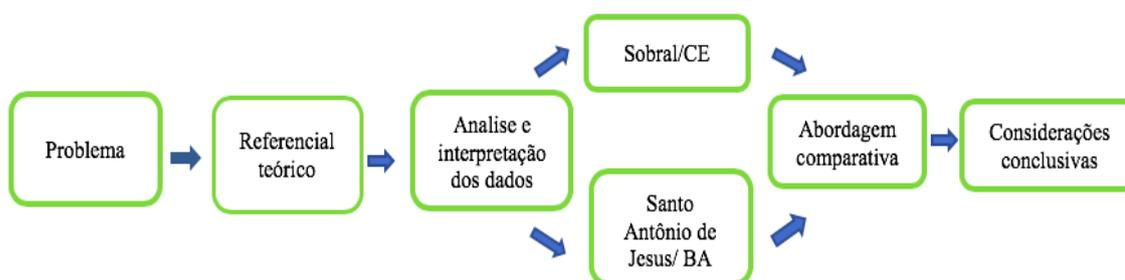 Problema
Referencial
teórico
Analise e
interpretação
dos dados
Sobral/CE
Santo
Antônio de
Jesus/ BA
Abordagem
comparativa
Considerações
conclusivas